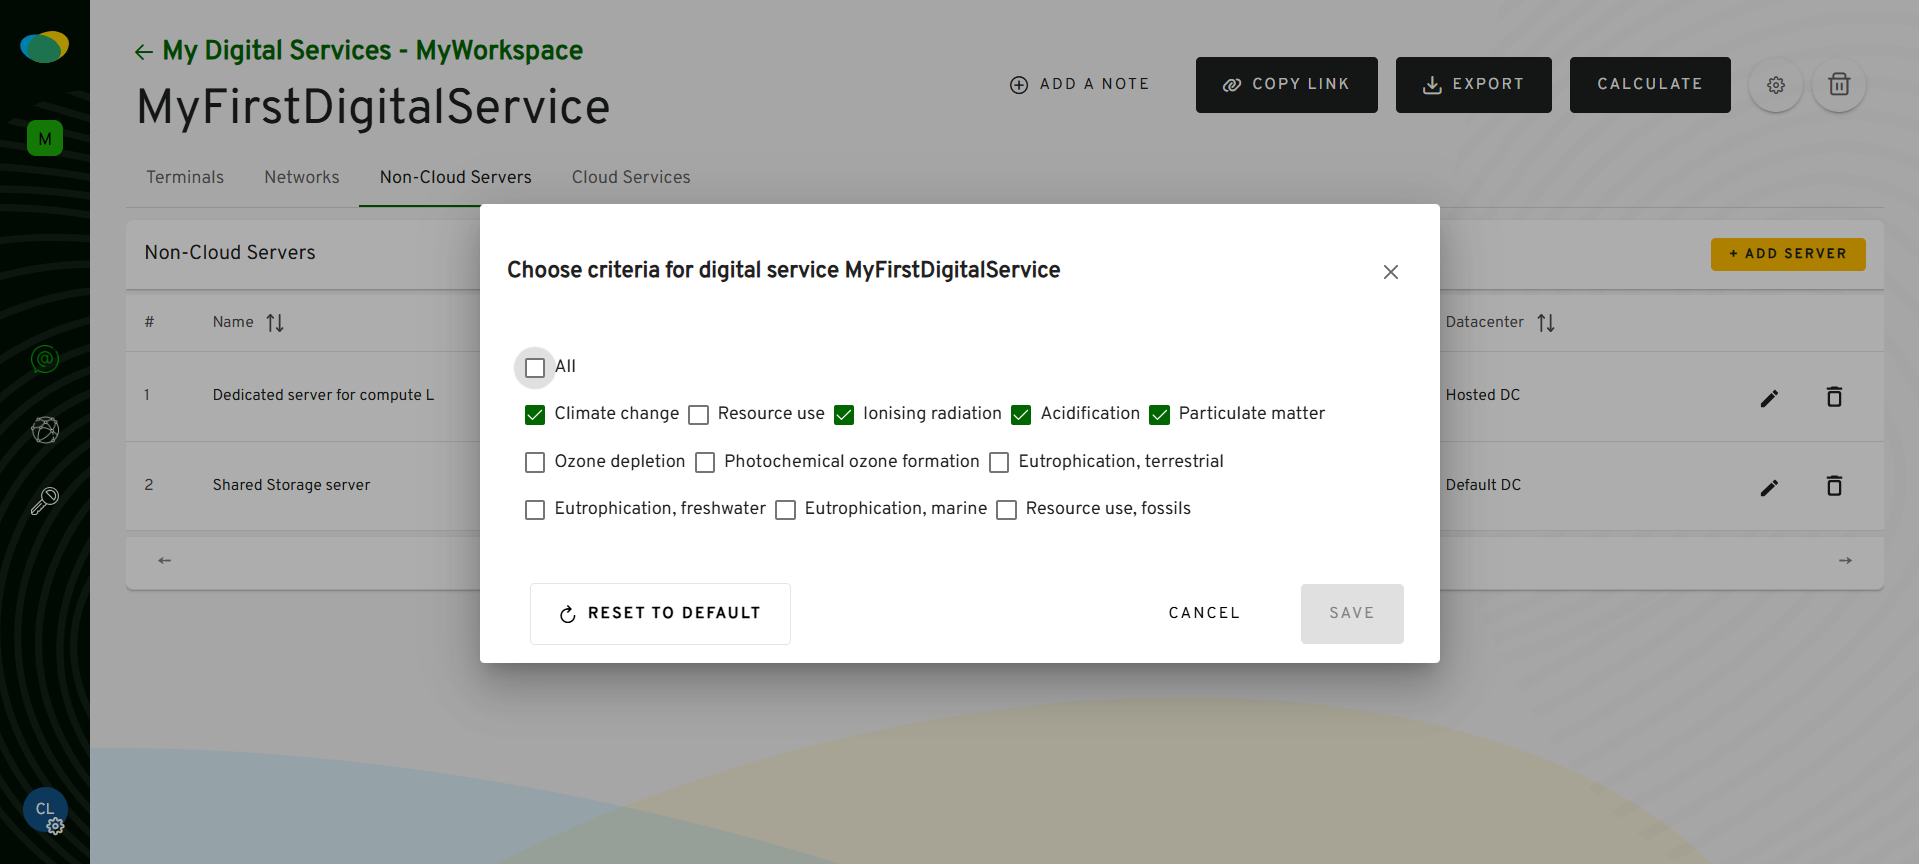 ← My Digital Services - MyWorkspace
MyFirstDigitalService
ADD A NOTE
COPY LINK
EXPORT
CALCULATE
M
Terminals
Networks
Non-Cloud Servers
Cloud Services
Non-Cloud Servers
+ ADD SERVER
Choose criteria for digital service MyFirstDigitalService
# Name
Datacenter
All
1 Dedicated server for compute L
Hosted DC
Climate change Resource use Ionising radiation Acidification Particulate matter
Ozone depletion Photochemical ozone formation Eutrophication, terrestrial
2 Shared Storage server
Default DC
Eutrophication, freshwater Eutrophication, marine Resource use, fossils
RESET TO DEFAULT
CANCEL
SAVE
CL